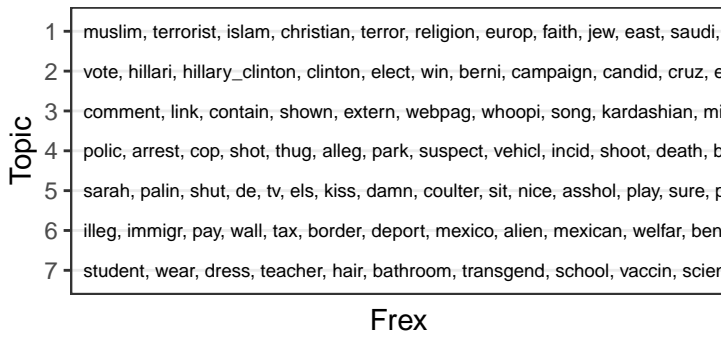 1 muslim, terrorist, islam, christian, terror, religion, europ, faith, jew, east, saudi,
2 vote, hillari, hillary_clinton, clinton, elect, win, berni, campaign, candid, cruz, e
3 comment, link, contain, shown, extern, webpag, whoopi, song, kardashian, mi
4 polic, arrest, cop, shot, thug, alleg, park, suspect, vehicl, incid, shoot, death, b
5 sarah, palin, shut, de, tv, els, kiss, damn, coulter, sit, nice, asshol, play, sure, p
6 illeg, immigr, pay, wall, tax, border, deport, mexico, alien, mexican, welfar, ben
7 student, wear, dress, teacher, hair, bathroom, transgend, school, vaccin, scien
Topic
Frex